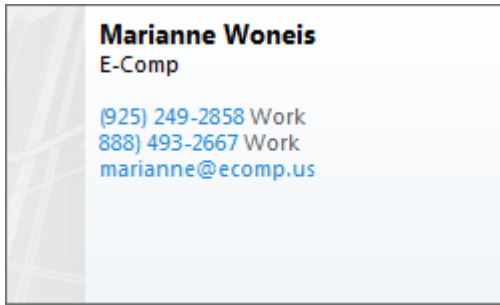 Marianne Woneis
E-Comp
(925) 249-2858 Work
888) 493-2667 Work
marianne@ecomp.us